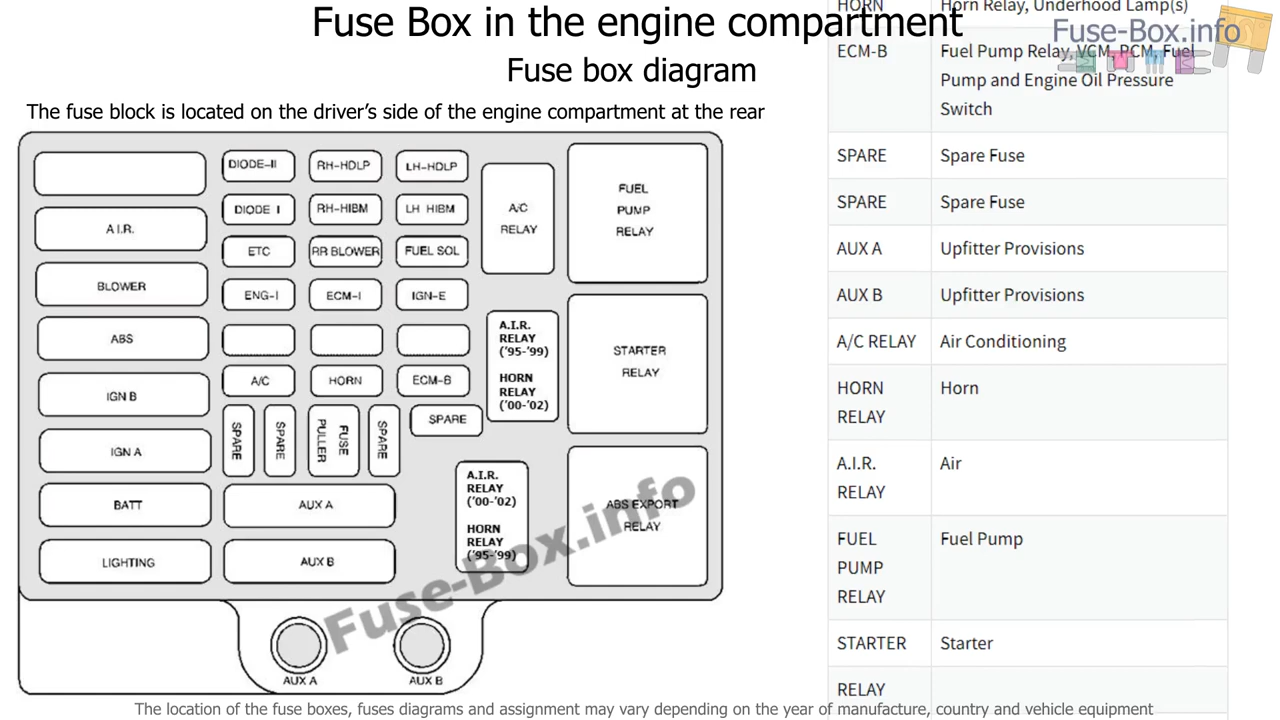 Fuse Box in the engine compartment
Fuse box diagram
The fuse block is located on the driver's side of the engine compartment at the rear
A.I.R.
BLOWER
ABS
IGN B
IGN A
BATT
LIGHTING
DIODE-II
RH-HDLP
LH-HDLP
DIODE I
RH-HIBM
LH HIBM
ETC
RR BLOWER
FUEL SOL
ENG-I
ECM-I
IGN-E
A/C
HORN
ECM-B
SPARE
SPARE
FUSE
PULLER
SPARE
SPARE
AUX A
AUX B
A/C
RELAY
A.I.R.
RELAY
('95-'99)
HORN
RELAY
('00-'02)
A.I.R.
RELAY
('00-'02)
HORN
RELAY
('95-'99)
FUEL
PUMP
RELAY
STARTER
RELAY
ABS EXPORT
RELAY
AUX A
AUX B
Fuse-Box.info
HORN Horn Relay, Underhood Lamp(s)
Fuse-Box.info
ECM-B Fuel Pump Relay, VCM, PCM, Fuel
Pump and Engine Oil Pressure
Switch
SPARE Spare Fuse
SPARE Spare Fuse
AUX A Upfitter Provisions
AUX B Upfitter Provisions
A/C RELAY Air Conditioning
HORN Horn
RELAY
A.I.R. Air
RELAY
FUEL Fuel Pump
PUMP
RELAY
STARTER Starter
RELAY
The location of the fuse boxes, fuses diagrams and assignment may vary depending on the year of manufacture, country and vehicle equipment